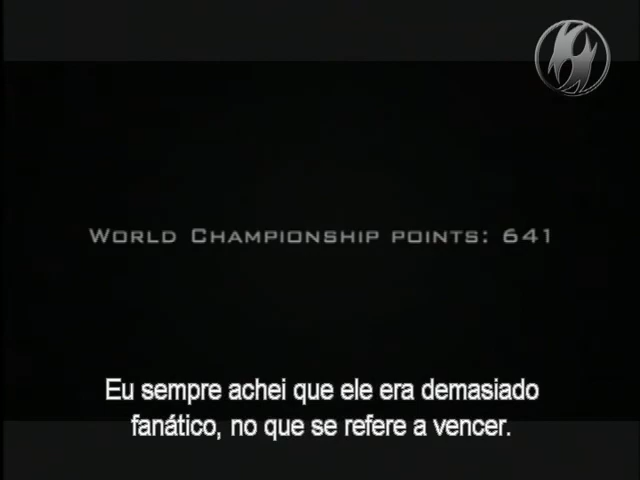 World Championship points: 641
Eu sempre achei que ele era demasiado
fanático, no que se refere a vencer.